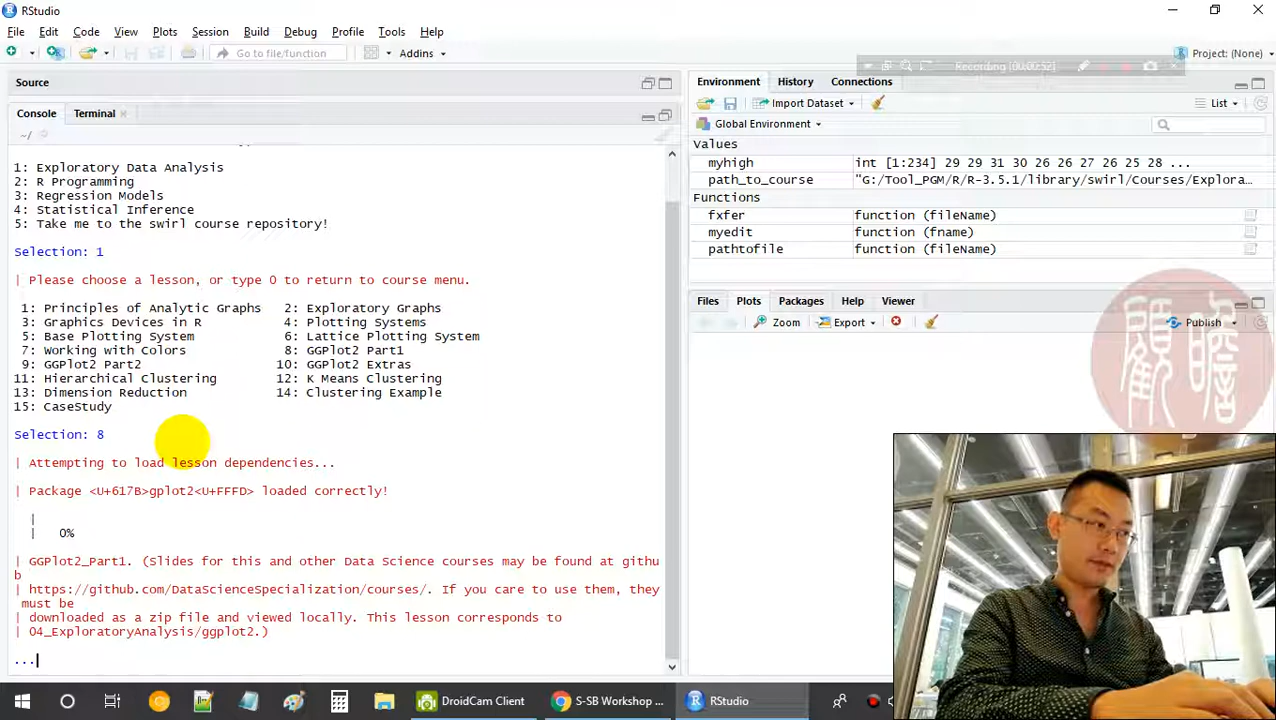 RStudio
File Edit Code View Plots Session Build Debug Profile Tools Help
Go to file/function Addins Project: (None)
Recording [00:00:52]
Source
Console Terminal
~/
1: Exploratory Data Analysis
2: R Programming
3: Regression Models
4: Statistical Inference
5: Take me to the swirl course repository!
Selection: 1
| Please choose a lesson, or type 0 to return to course menu.
1: Principles of Analytic Graphs 2: Exploratory Graphs
3: Graphics Devices in R 4: Plotting Systems
5: Base Plotting System 6: Lattice Plotting System
7: Working with Colors 8: GGPlot2 Part1
9: GGPlot2 Part2 10: GGPlot2 Extras
11: Hierarchical Clustering 12: K Means Clustering
13: Dimension Reduction 14: Clustering Example
15: CaseStudy
Selection: 8
| Attempting to load lesson dependencies...
| Package <U+617B>gplot2<U+FFFD> loaded correctly!
|
| 0%
| GGPlot2_Part1. (Slides for this and other Data Science courses may be found at githu
b
| https://github.com/DataScienceSpecialization/courses/. If you care to use them, they
must be
| downloaded as a zip file and viewed locally. This lesson corresponds to
| 04_ExploratoryAnalysis/ggplot2.)
...
Environment History Connections
Import Dataset List
Global Environment
Values
myhigh int [1:234] 29 29 31 30 26 26 27 26 25 28 ...
path_to_course "G:/Tool_PGM/R/R-3.5.1/library/swirl/Courses/Explora...
Functions
fxfer function (fileName)
myedit function (fname)
pathtofile function (fileName)
Files Plots Packages Help Viewer
Zoom Export Publish
顧瞻
DroidCam Client S-SB Workshop ... RStudio